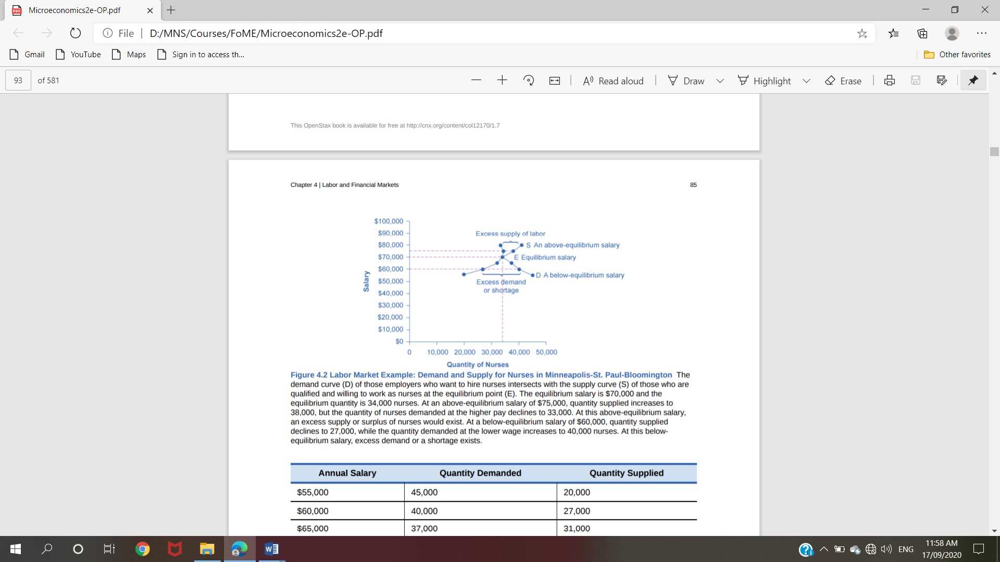 Microeconomics2e-OP.pdf
File
D:/MNS/Courses/FoME/Microeconomics2e-OP.pdf
Gmail
YouTube
Maps
Sign in to access th...
Other favorites
93 of 581
Read aloud
Draw
Highlight
Erase
This OpenStax book is available for free at http://cnx.org/content/col12170/1.7
Chapter 4 | Labor and Financial Markets
85
$100,000
$90,000
$80,000
$70,000
$60,000
$50,000
$40,000
$30,000
$20,000
$10,000
$0
Salary
Excess supply of labor
S An above-equilibrium salary
E Equilibrium salary
D A below-equilibrium salary
Excess demand
or shortage
0 10,000 20,000 30,000 40,000 50,000
Quantity of Nurses
Figure 4.2 Labor Market Example: Demand and Supply for Nurses in Minneapolis-St. Paul-Bloomington The
demand curve (D) of those employers who want to hire nurses intersects with the supply curve (S) of those who are
qualified and willing to work as nurses at the equilibrium point (E). The equilibrium salary is $70,000 and the
equilibrium quantity is 34,000 nurses. At an above-equilibrium salary of $75,000, quantity supplied increases to
38,000, but the quantity of nurses demanded at the higher pay declines to 33,000. At this above-equilibrium salary,
an excess supply or surplus of nurses would exist. At a below-equilibrium salary of $60,000, quantity supplied
declines to 27,000, while the quantity demanded at the lower wage increases to 40,000 nurses. At this below-
equilibrium salary, excess demand or a shortage exists.
Annual Salary Quantity Demanded Quantity Supplied
$55,000 45,000 20,000
$60,000 40,000 27,000
$65,000 37,000 31,000
ENG
11:58 AM
17/09/2020